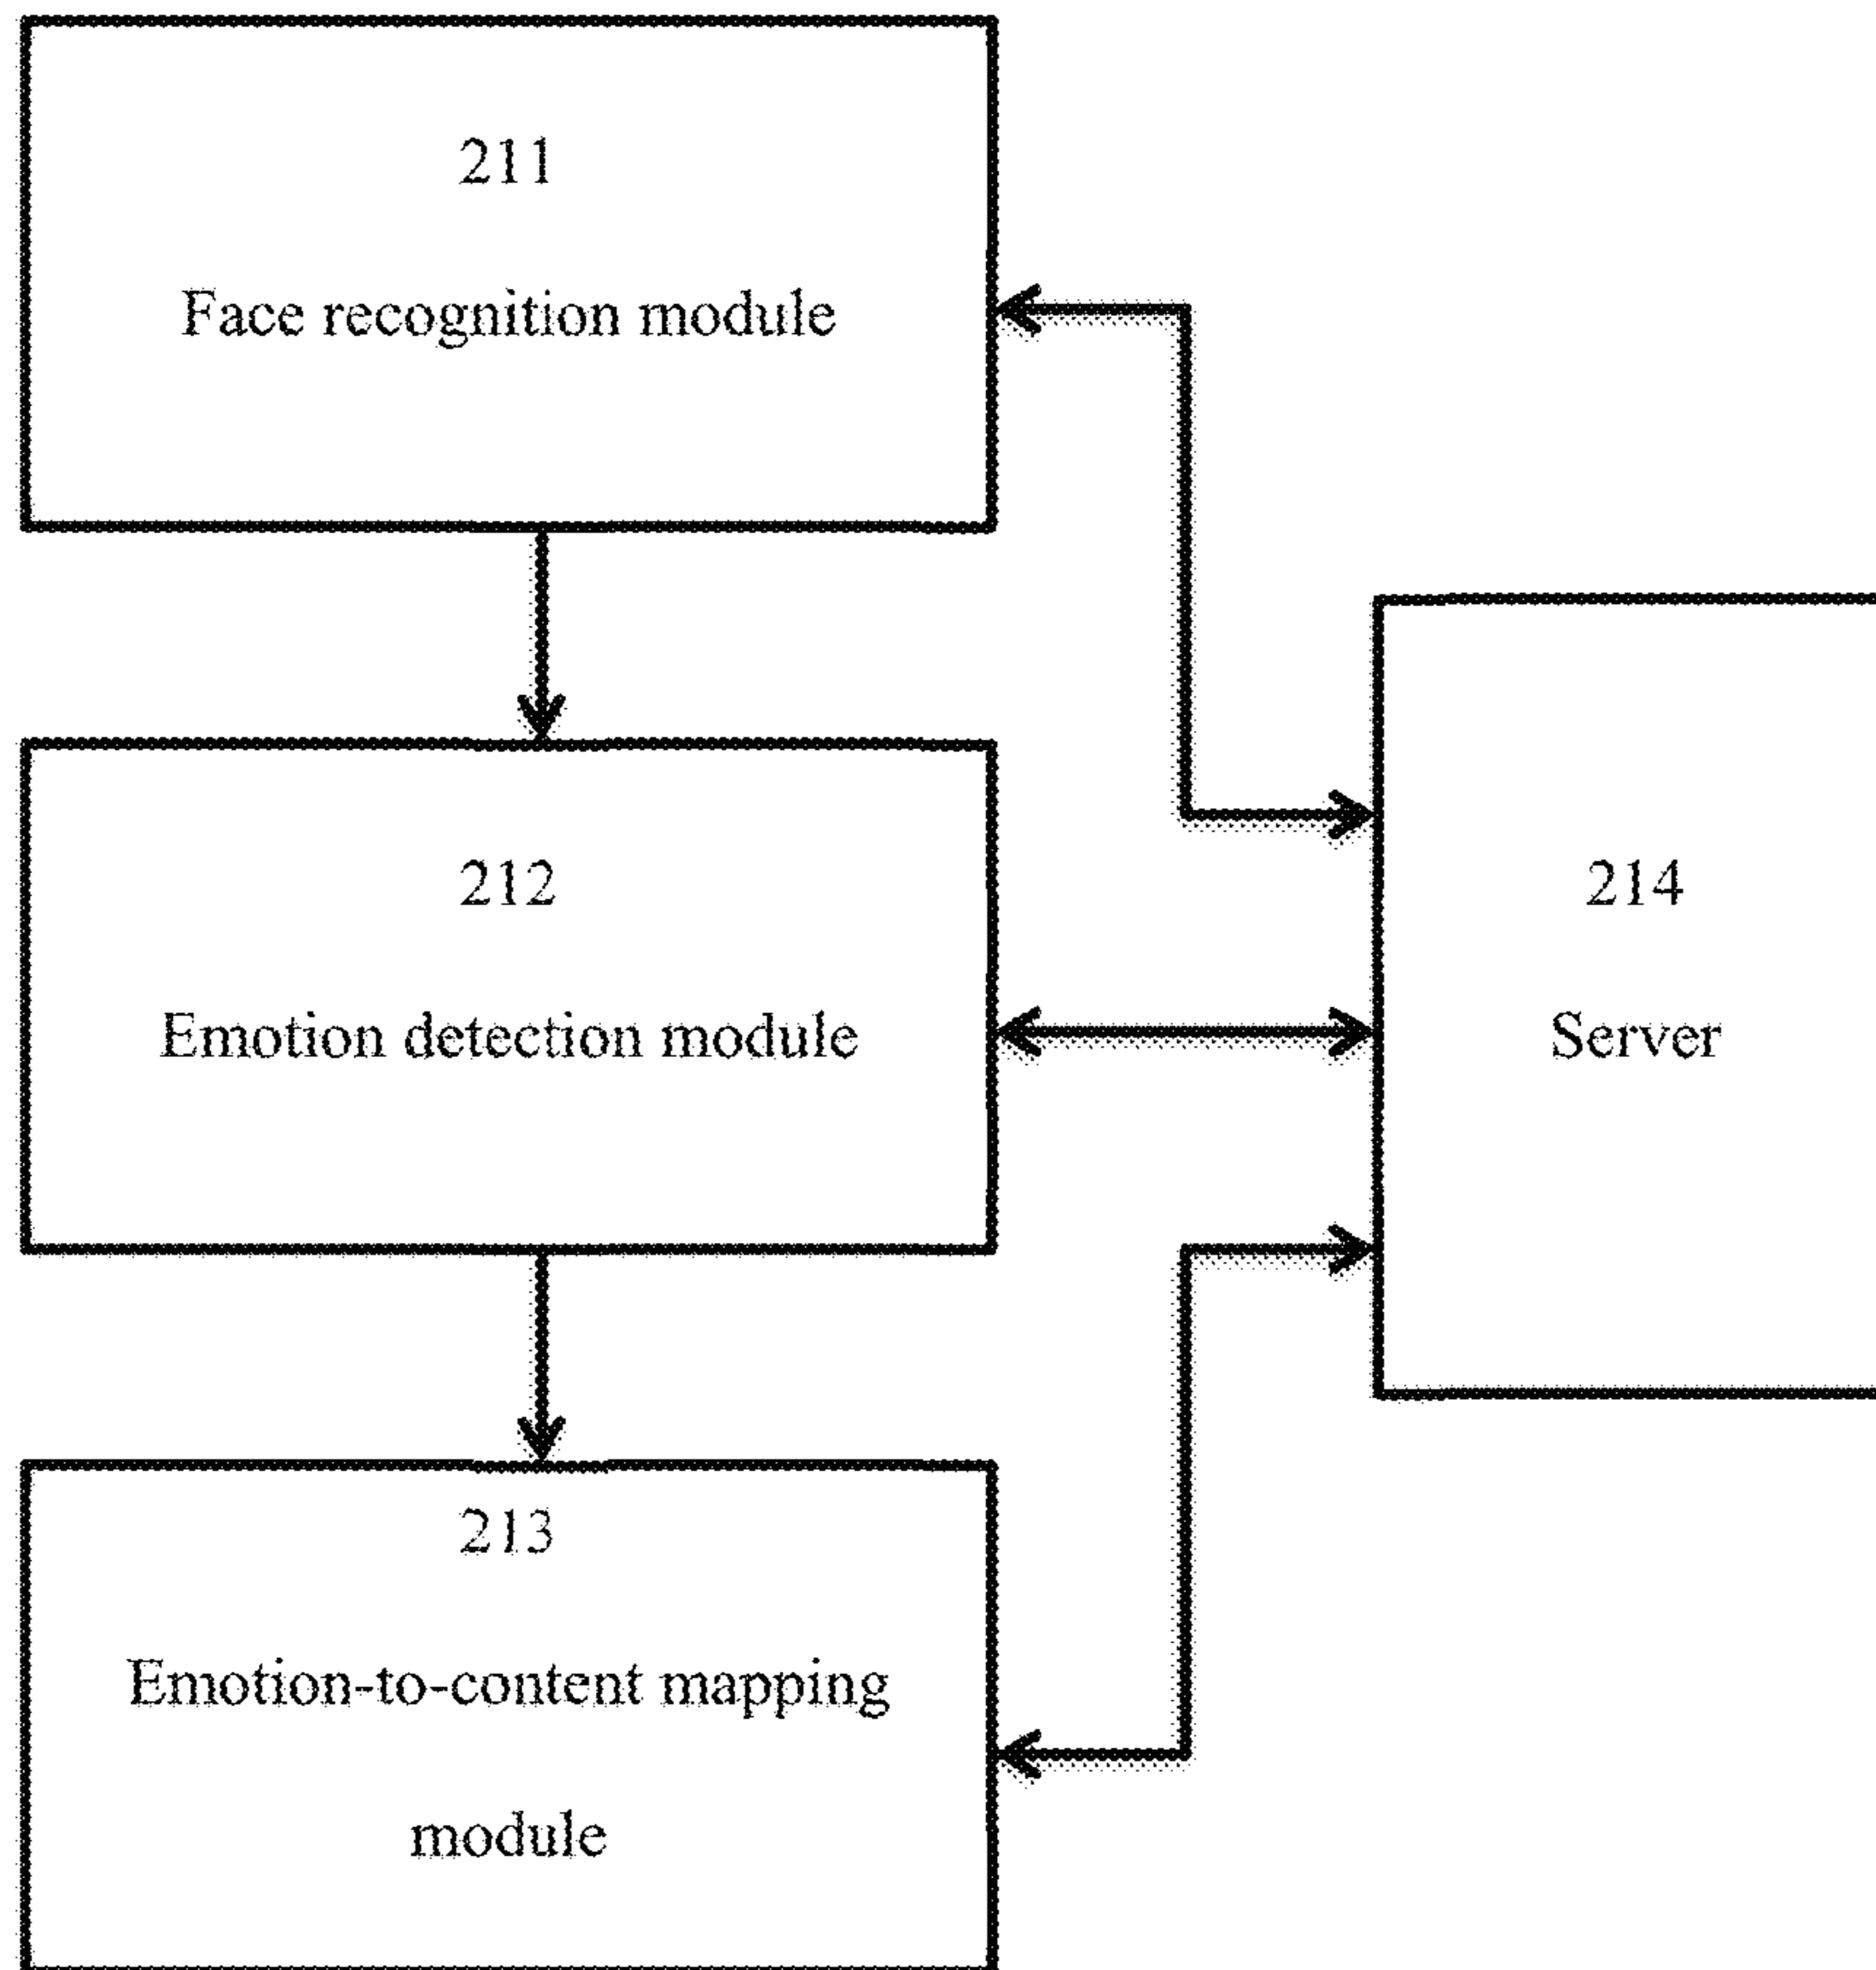 211
Face recognition module
212
Emotion detection module
214
Server
213
Emotion-to-content mapping
module